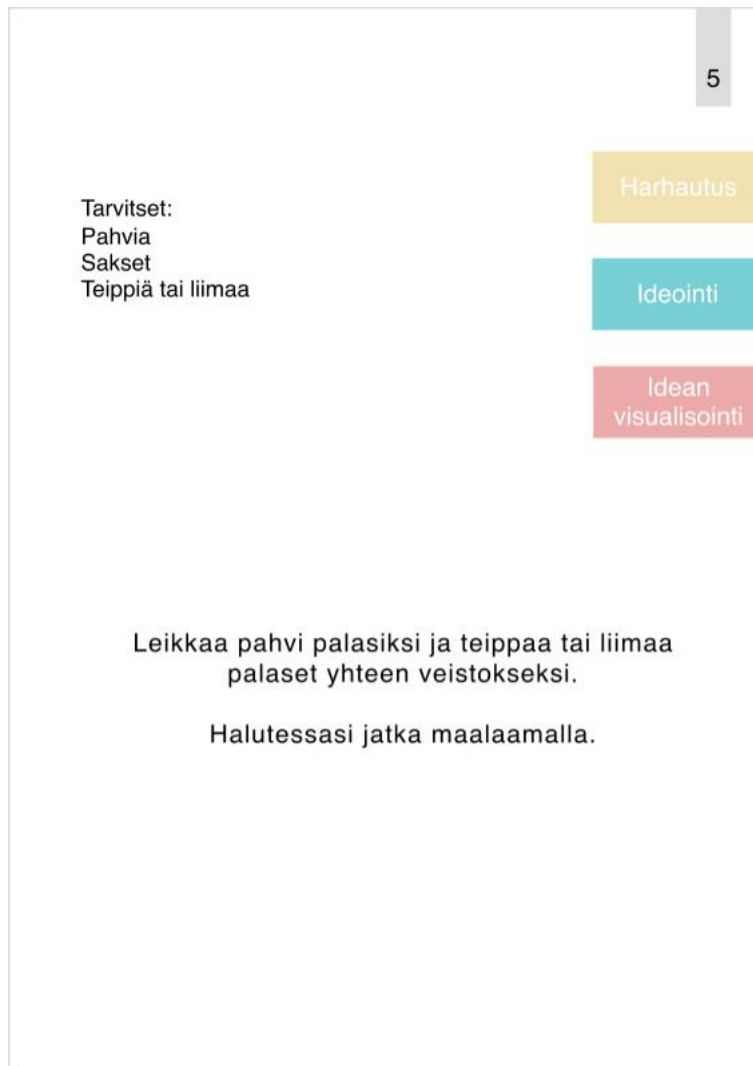 5
Harhautus
Tarvitset:
Pahvia
Sakset
Teippiä tai liimaa
Ideointi
Idean
visualisointi
Leikkaa pahvi palasiksi ja teippaa tai liimaa
palaset yhteen veistokseksi.
Halutessasi jatka maalaamalla.